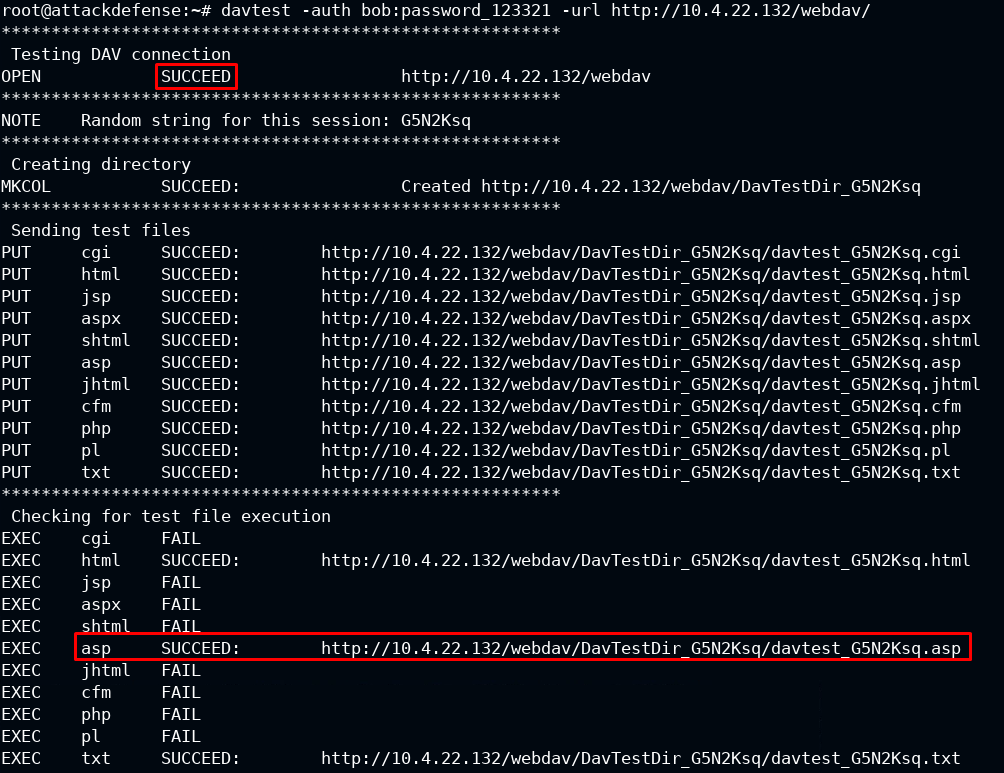 root@attackdefense:~# davtest -auth bob:password_123321 -url http://10.4.22.132/webdav/
********************************************************
 Testing DAV connection
OPEN            SUCCEED                 http://10.4.22.132/webdav
********************************************************
NOTE    Random string for this session: G5N2Ksq
********************************************************
 Creating directory
MKCOL           SUCCEED:                Created http://10.4.22.132/webdav/DavTestDir_G5N2Ksq
********************************************************
 Sending test files
PUT     cgi     SUCCEED:        http://10.4.22.132/webdav/DavTestDir_G5N2Ksq/davtest_G5N2Ksq.cgi
PUT     html    SUCCEED:        http://10.4.22.132/webdav/DavTestDir_G5N2Ksq/davtest_G5N2Ksq.html
PUT     jsp     SUCCEED:        http://10.4.22.132/webdav/DavTestDir_G5N2Ksq/davtest_G5N2Ksq.jsp
PUT     aspx    SUCCEED:        http://10.4.22.132/webdav/DavTestDir_G5N2Ksq/davtest_G5N2Ksq.aspx
PUT     shtml   SUCCEED:        http://10.4.22.132/webdav/DavTestDir_G5N2Ksq/davtest_G5N2Ksq.shtml
PUT     asp     SUCCEED:        http://10.4.22.132/webdav/DavTestDir_G5N2Ksq/davtest_G5N2Ksq.asp
PUT     jhtml   SUCCEED:        http://10.4.22.132/webdav/DavTestDir_G5N2Ksq/davtest_G5N2Ksq.jhtml
PUT     cfm     SUCCEED:        http://10.4.22.132/webdav/DavTestDir_G5N2Ksq/davtest_G5N2Ksq.cfm
PUT     php     SUCCEED:        http://10.4.22.132/webdav/DavTestDir_G5N2Ksq/davtest_G5N2Ksq.php
PUT     pl      SUCCEED:        http://10.4.22.132/webdav/DavTestDir_G5N2Ksq/davtest_G5N2Ksq.pl
PUT     txt     SUCCEED:        http://10.4.22.132/webdav/DavTestDir_G5N2Ksq/davtest_G5N2Ksq.txt
********************************************************
 Checking for test file execution
EXEC    cgi     FAIL
EXEC    html    SUCCEED:        http://10.4.22.132/webdav/DavTestDir_G5N2Ksq/davtest_G5N2Ksq.html
EXEC    jsp     FAIL
EXEC    aspx    FAIL
EXEC    shtml   FAIL
EXEC    asp     SUCCEED:        http://10.4.22.132/webdav/DavTestDir_G5N2Ksq/davtest_G5N2Ksq.asp
EXEC    jhtml   FAIL
EXEC    cfm     FAIL
EXEC    php     FAIL
EXEC    pl      FAIL
EXEC    txt     SUCCEED:        http://10.4.22.132/webdav/DavTestDir_G5N2Ksq/davtest_G5N2Ksq.txt